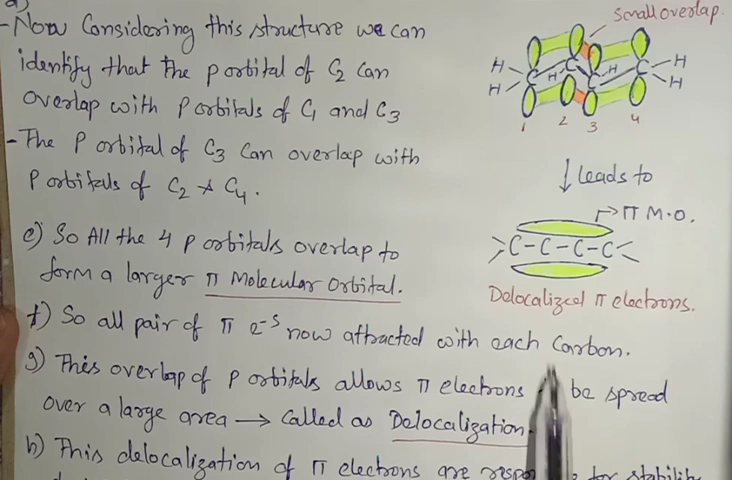 - Now Considering this structure we can
identify that the p orbital of C2 can
overlap with p orbitals of C1 and C3
- The P orbital of C3 can overlap with
P orbitals of C2 & C4.
e) So All the 4 p orbitals overlap to
form a larger π Molecular Orbital.
f) So all pair of π e-s now attracted with each Carbon.
g) This overlap of p orbitals allows π electrons be spread
over a large area → Called as Delocalization.
h) This delocalization of π electrons are for stability
small overlap.
H C C H
H H C C H H
1 2 3 4
↓ leads to
→ π M.O.
C-C-C-C
Delocalized π electrons.